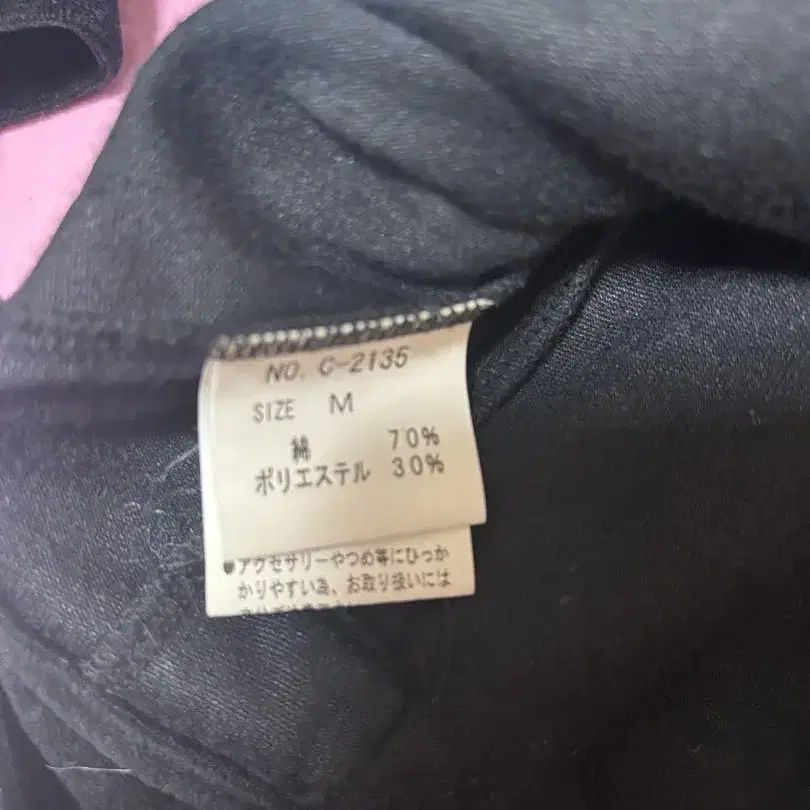 NO. C-2135
SIZE M
綿 70%
ポリエステル 30%
●アクセサリーやつめ等にひっか
かりやすい為、お取り扱いには